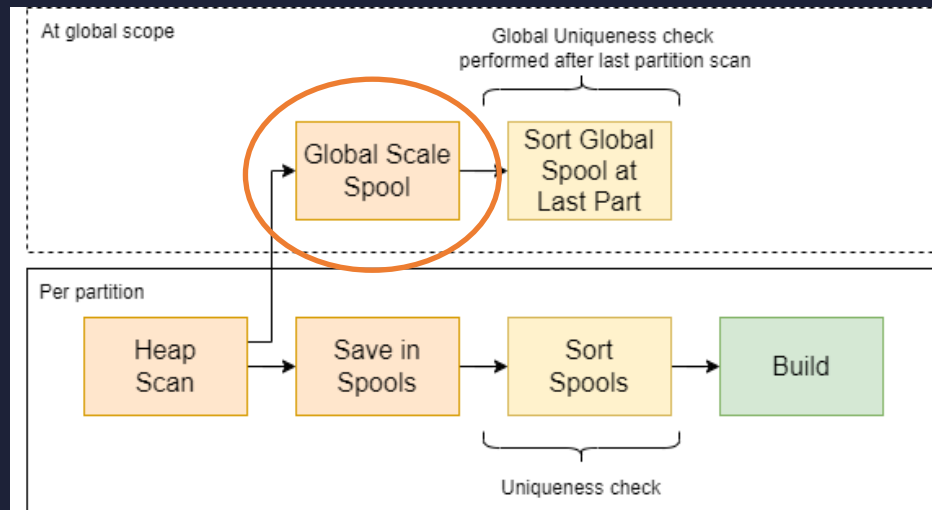 At global scope
Global Uniqueness check
performed after last partition scan
Global Scale
Spool
Sort Global
Spool at
Last Part
Per partition
Heap
Scan
Save in
Spools
Sort
Spools
Build
Uniqueness check